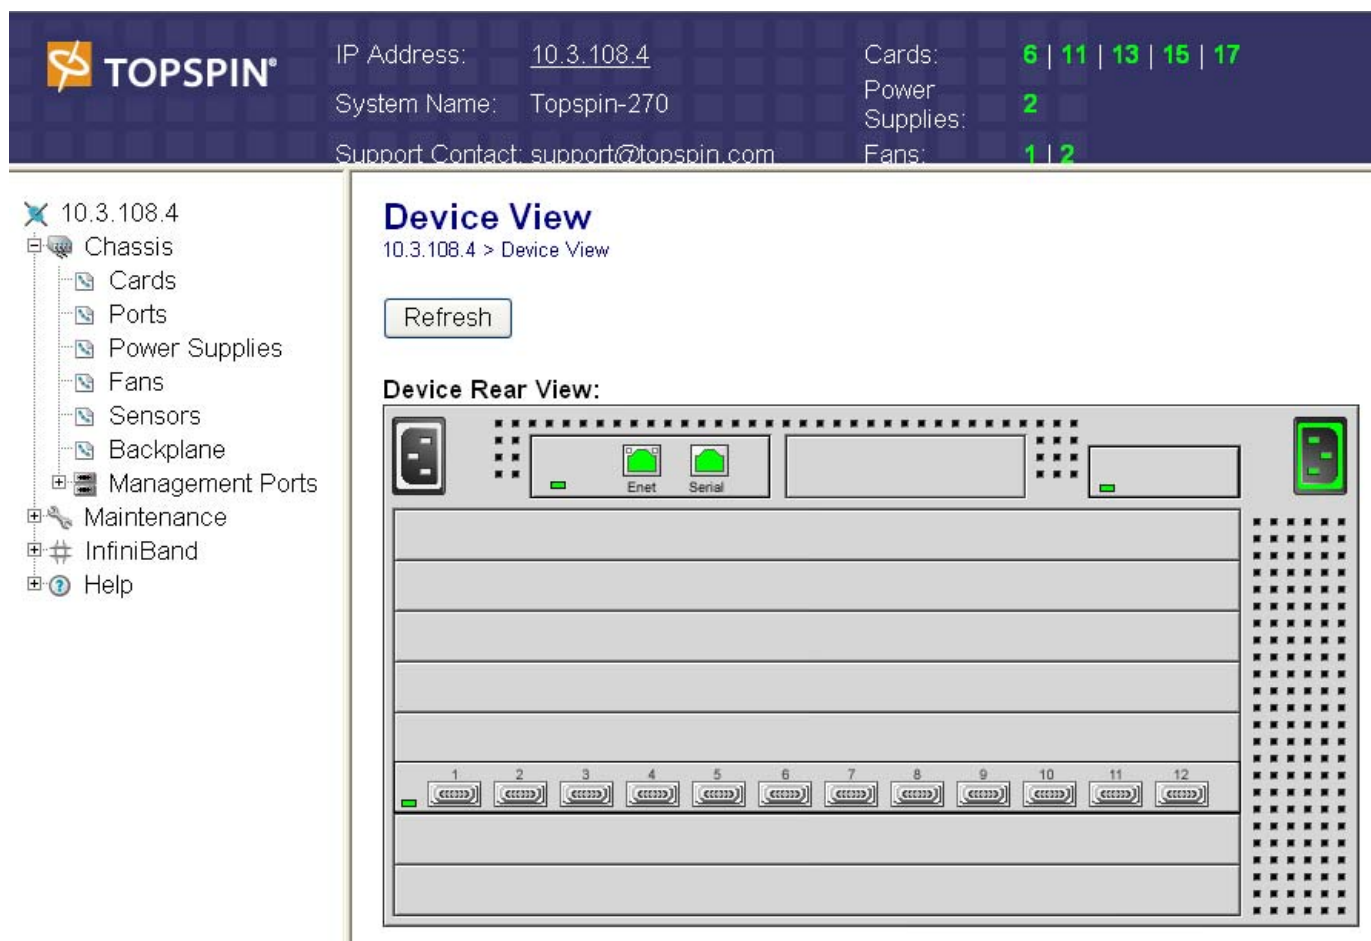 TOPSPIN®
IP Address: 10.3.108.4
System Name: Topspin-270
Support Contact: support@topspin.com
Cards: 6 | 11 | 13 | 15 | 17
Power
Supplies: 2
Fans: 1 | 2
10.3.108.4
Chassis
Cards
Ports
Power Supplies
Fans
Sensors
Backplane
Management Ports
Maintenance
InfiniBand
Help
Device View
10.3.108.4 > Device View
Refresh
Device Rear View:
Enet Serial
1 2 3 4 5 6 7 8 9 10 11 12